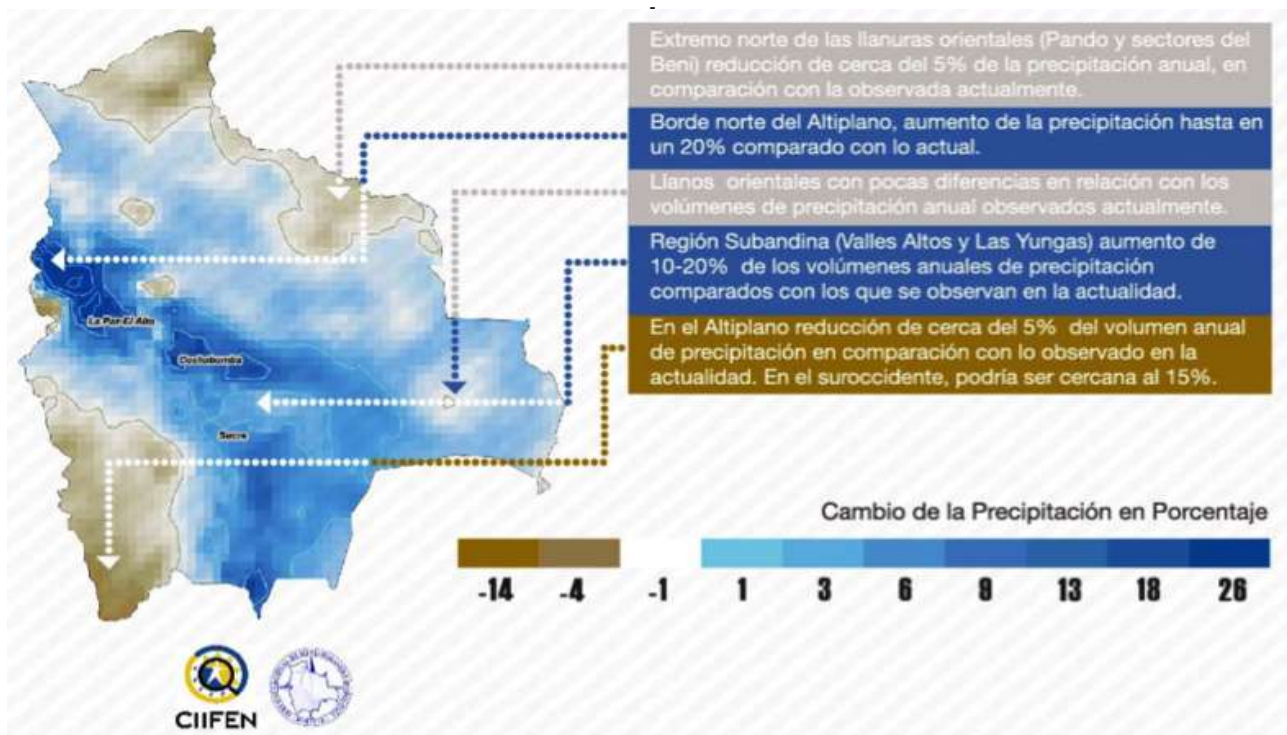 Extremo norte de las llanuras orientales (Pando y sectores del
Beni) reducción de cerca del 5% de la precipitación anual, en
comparación con la observada actualmente.
Borde norte del Altiplano, aumento de la precipitación hasta en
un 20% comparado con lo actual.
Llanos orientales con pocas diferencias en relación con los
volúmenes de precipitación anual observados actualmente.
Región Subandina (Valles Altos y Las Yungas) aumento de
10-20% de los volúmenes anuales de precipitación
comparados con los que se observan en la actualidad.
En el Altiplano reducción de cerca del 5% del volumen anual
de precipitación en comparación con lo observado en la
actualidad. En el suroccidente, podría ser cercana al 15%.
La Paz-El Alto
Cochabamba
Sucre
Cambio de la Precipitación en Porcentaje
-14 -4 -1 1 3 6 9 13 18 26
CIIFEN